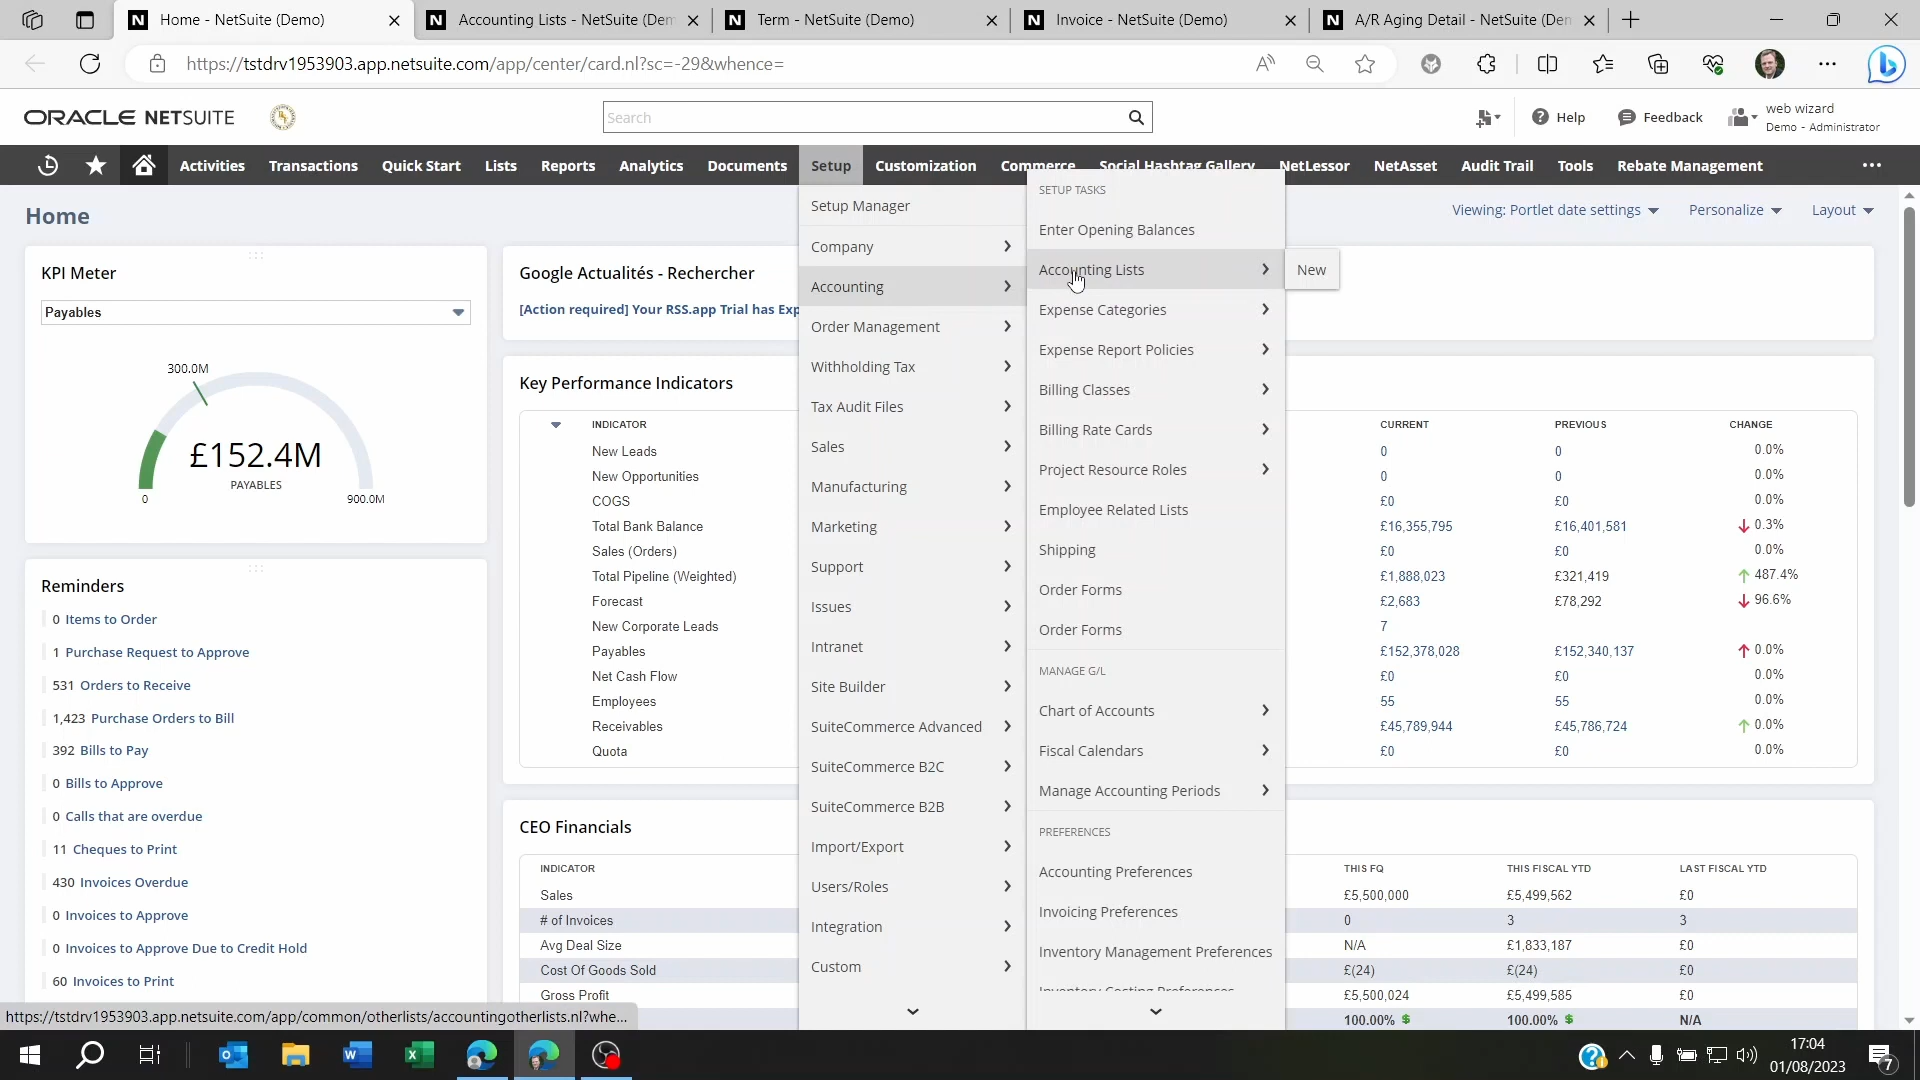 Home - NetSuite (Demo)
Accounting Lists - NetSuite (Dem
Term - NetSuite (Demo)
Invoice - NetSuite (Demo)
A/R Aging Detail - NetSuite (Den
https://tstdrv1953903.app.netsuite.com/app/center/card.nl?sc=-29&whence=
ORACLE NETSUITE
Search
Help
Feedback
web wizard
Demo - Administrator
Activities
Transactions
Quick Start
Lists
Reports
Analytics
Documents
Setup
Customization
Commerce
Social Hashtag Gallery
NetLessor
NetAsset
Audit Trail
Tools
Rebate Management
Home
Viewing: Portlet date settings
Personalize
Layout
KPI Meter
Payables
300.0M
£152.4M
PAYABLES
0
900.0M
Reminders
0 Items to Order
1 Purchase Request to Approve
531 Orders to Receive
1,423 Purchase Orders to Bill
392 Bills to Pay
0 Bills to Approve
0 Calls that are overdue
11 Cheques to Print
430 Invoices Overdue
0 Invoices to Approve
0 Invoices to Approve Due to Credit Hold
60 Invoices to Print
Google Actualités - Rechercher
[Action required] Your RSS.app Trial has Exp
Key Performance Indicators
INDICATOR CURRENT PREVIOUS CHANGE
New Leads 0 0 0.0%
New Opportunities 0 0 0.0%
COGS £0 £0 0.0%
Total Bank Balance £16,355,795 £16,401,581 0.3%
Sales (Orders) £0 £0 0.0%
Total Pipeline (Weighted) £1,888,023 £321,419 487.4%
Forecast £2,683 £78,292 96.6%
New Corporate Leads 7
Payables £152,378,028 £152,340,137 0.0%
Net Cash Flow £0 £0 0.0%
Employees 55 55 0.0%
Receivables £45,789,944 £45,786,724 0.0%
Quota £0 £0 0.0%
CEO Financials
INDICATOR THIS FQ THIS FISCAL YTD LAST FISCAL YTD
Sales £5,500,000 £5,499,562 £0
# of Invoices 0 3 3
Avg Deal Size N/A £1,833,187 £0
Cost Of Goods Sold £(24) £(24) £0
Gross Profit £5,500,024 £5,499,585 £0
100.00% $ 100.00% $ N/A
Setup Manager
Company
Accounting
Order Management
Withholding Tax
Tax Audit Files
Sales
Manufacturing
Marketing
Support
Issues
Intranet
Site Builder
SuiteCommerce Advanced
SuiteCommerce B2C
SuiteCommerce B2B
Import/Export
Users/Roles
Integration
Custom
SETUP TASKS
Enter Opening Balances
Accounting Lists
New
Expense Categories
Expense Report Policies
Billing Classes
Billing Rate Cards
Project Resource Roles
Employee Related Lists
Shipping
Order Forms
Order Forms
MANAGE G/L
Chart of Accounts
Fiscal Calendars
Manage Accounting Periods
PREFERENCES
Accounting Preferences
Invoicing Preferences
Inventory Management Preferences
Inventory Costing Preferences
https://tstdrv1953903.app.netsuite.com/app/common/otherlists/accountingotherlists.nl?whe...
17:04
01/08/2023
7